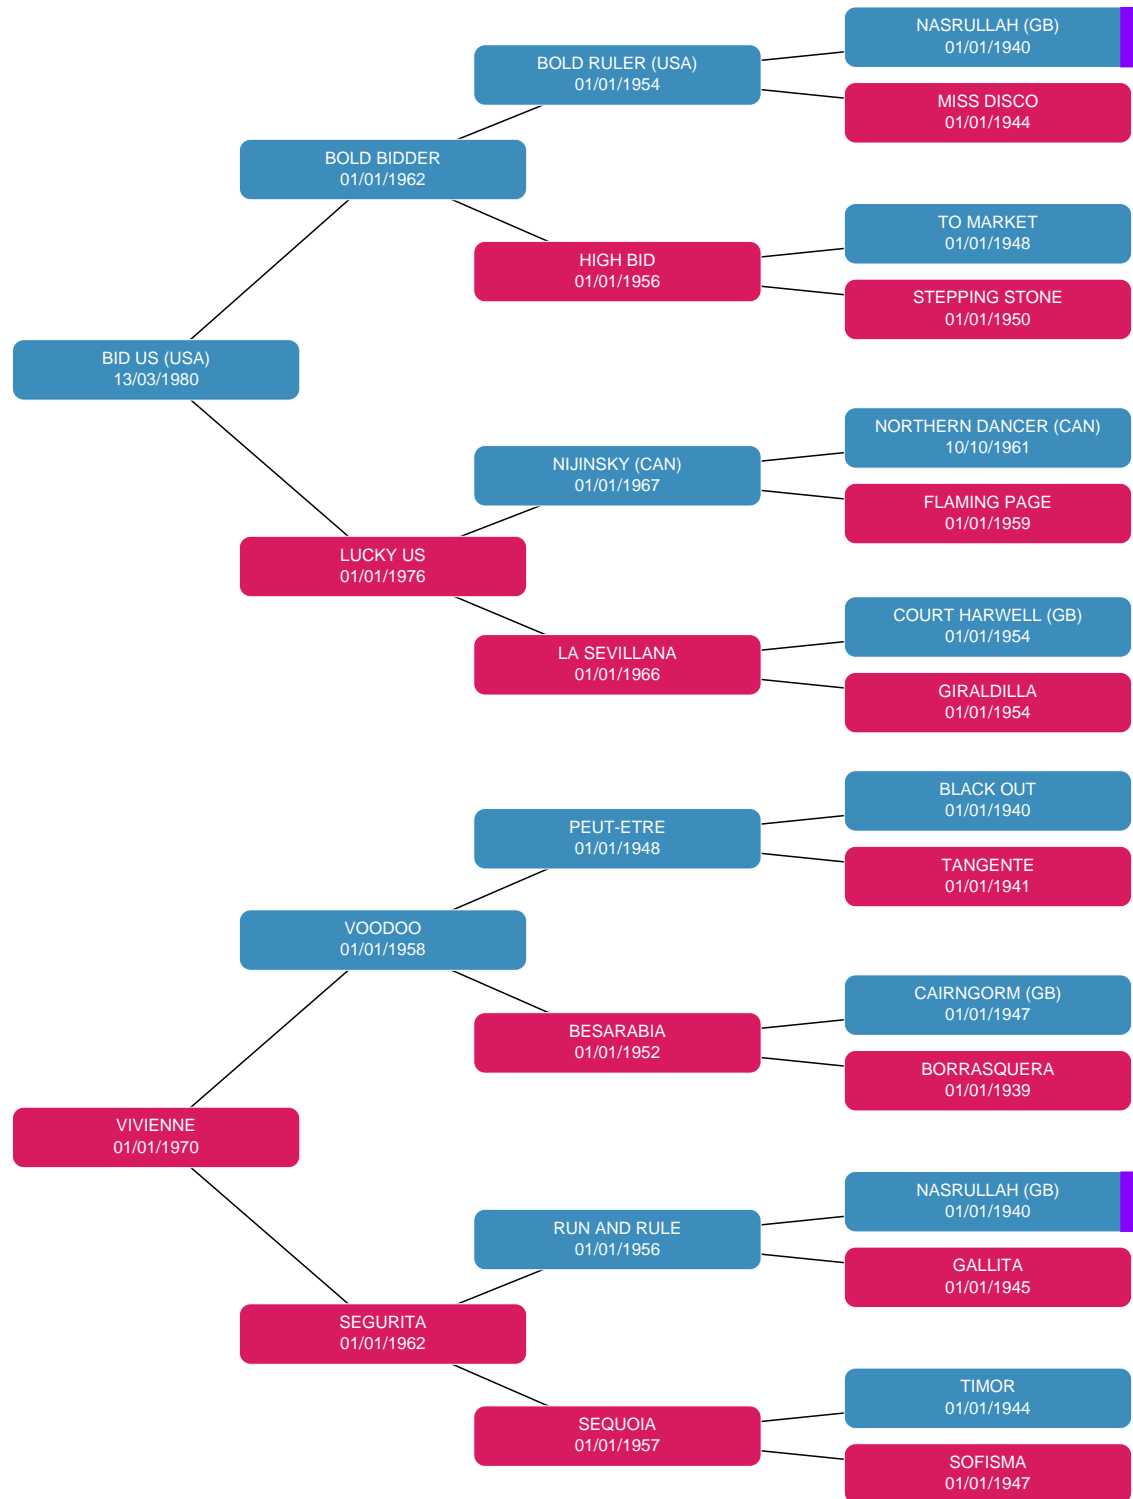 NASRULLAH (GB)
01/01/1940
BOLD RULER (USA)
01/01/1954
MISS DISCO
01/01/1944
BOLD BIDDER
01/01/1962
TO MARKET
01/01/1948
HIGH BID
01/01/1956
STEPPING STONE
01/01/1950
BID US (USA)
13/03/1980
NORTHERN DANCER (CAN)
10/10/1961
NIJINSKY (CAN)
01/01/1967
FLAMING PAGE
01/01/1959
LUCKY US
01/01/1976
COURT HARWELL (GB)
01/01/1954
LA SEVILLANA
01/01/1966
GIRALDILLA
01/01/1954
BLACK OUT
01/01/1940
PEUT-ETRE
01/01/1948
TANGENTE
01/01/1941
VOODOO
01/01/1958
CAIRNGORM (GB)
01/01/1947
BESARABIA
01/01/1952
BORRASQUERA
01/01/1939
VIVIENNE
01/01/1970
NASRULLAH (GB)
01/01/1940
RUN AND RULE
01/01/1956
GALLITA
01/01/1945
SEGURITA
01/01/1962
TIMOR
01/01/1944
SEQUOIA
01/01/1957
SOFISMA
01/01/1947